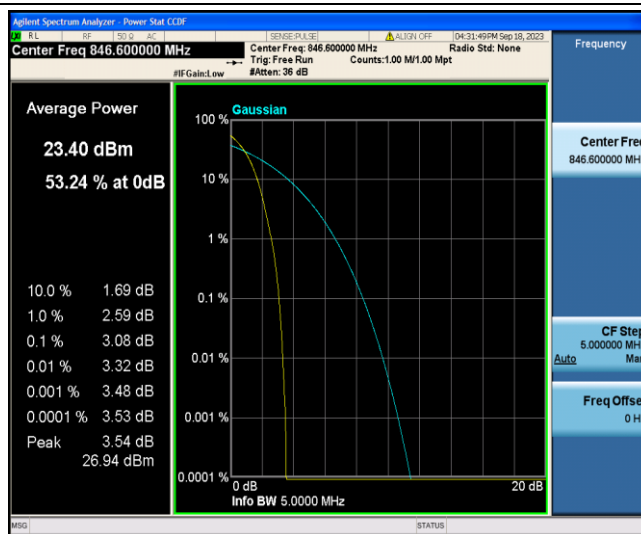 Agilent Spectrum Analyzer - Power Stat CCDF
RL RF 50 Ω AC SENSE:PULSE ALIGN OFF 04:31:49PM Sep 18, 2023
Center Freq 846.600000 MHz
Center Freq: 846.600000 MHz Radio Std: None
Trig: Free Run Counts:1.00 M/1.00 Mpt
#IFGain:Low #Atten: 36 dB
Frequency
Average Power
23.40 dBm
53.24 % at 0dB
10.0 % 1.69 dB
1.0 % 2.59 dB
0.1 % 3.08 dB
0.01 % 3.32 dB
0.001 % 3.48 dB
0.0001 % 3.53 dB
Peak 3.54 dB
26.94 dBm
Gaussian
100 %
10 %
1 %
0.1 %
0.01 %
0.001 %
0.0001 %
0 dB 20 dB
Info BW 5.0000 MHz
Center Fre
846.600000 MH
CF Step
5.000000 MH
Auto Ma
Freq Offse
0 H
MSG STATUS